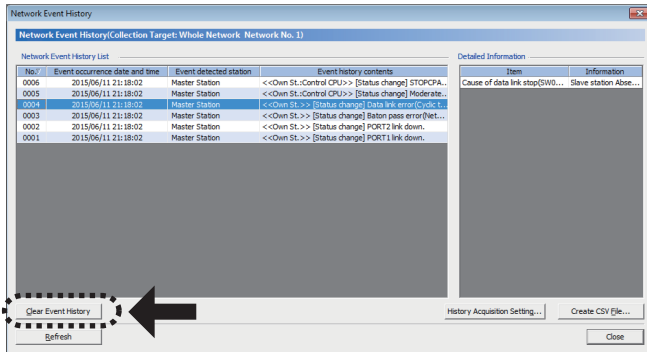 Network Event History
Network Event History(Collection Target: Whole Network Network No. 1)
Network Event History List
Detailed Information
No. Event occurrence date and time Event detected station Event history contents
Item Information
0006 2015/06/11 21:18:02 Master Station <<Own St.:Control CPU>> [Status change] STOPCPA...
Cause of data link stop(SW0... Slave station Abse...
0005 2015/06/11 21:18:02 Master Station <<Own St.:Control CPU>> [Status change] Moderate...
0004 2015/06/11 21:18:02 Master Station <<Own St.>> [Status change] Data link error(Cyclic t...
0003 2015/06/11 21:18:02 Master Station <<Own St.>> [Status change] Baton pass error(Net...
0002 2015/06/11 21:18:02 Master Station <<Own St.>> [Status change] PORT2 link down.
0001 2015/06/11 21:18:02 Master Station <<Own St.>> [Status change] PORT1 link down.
Clear Event History
History Acquisition Setting...
Create CSV File...
Refresh
Close